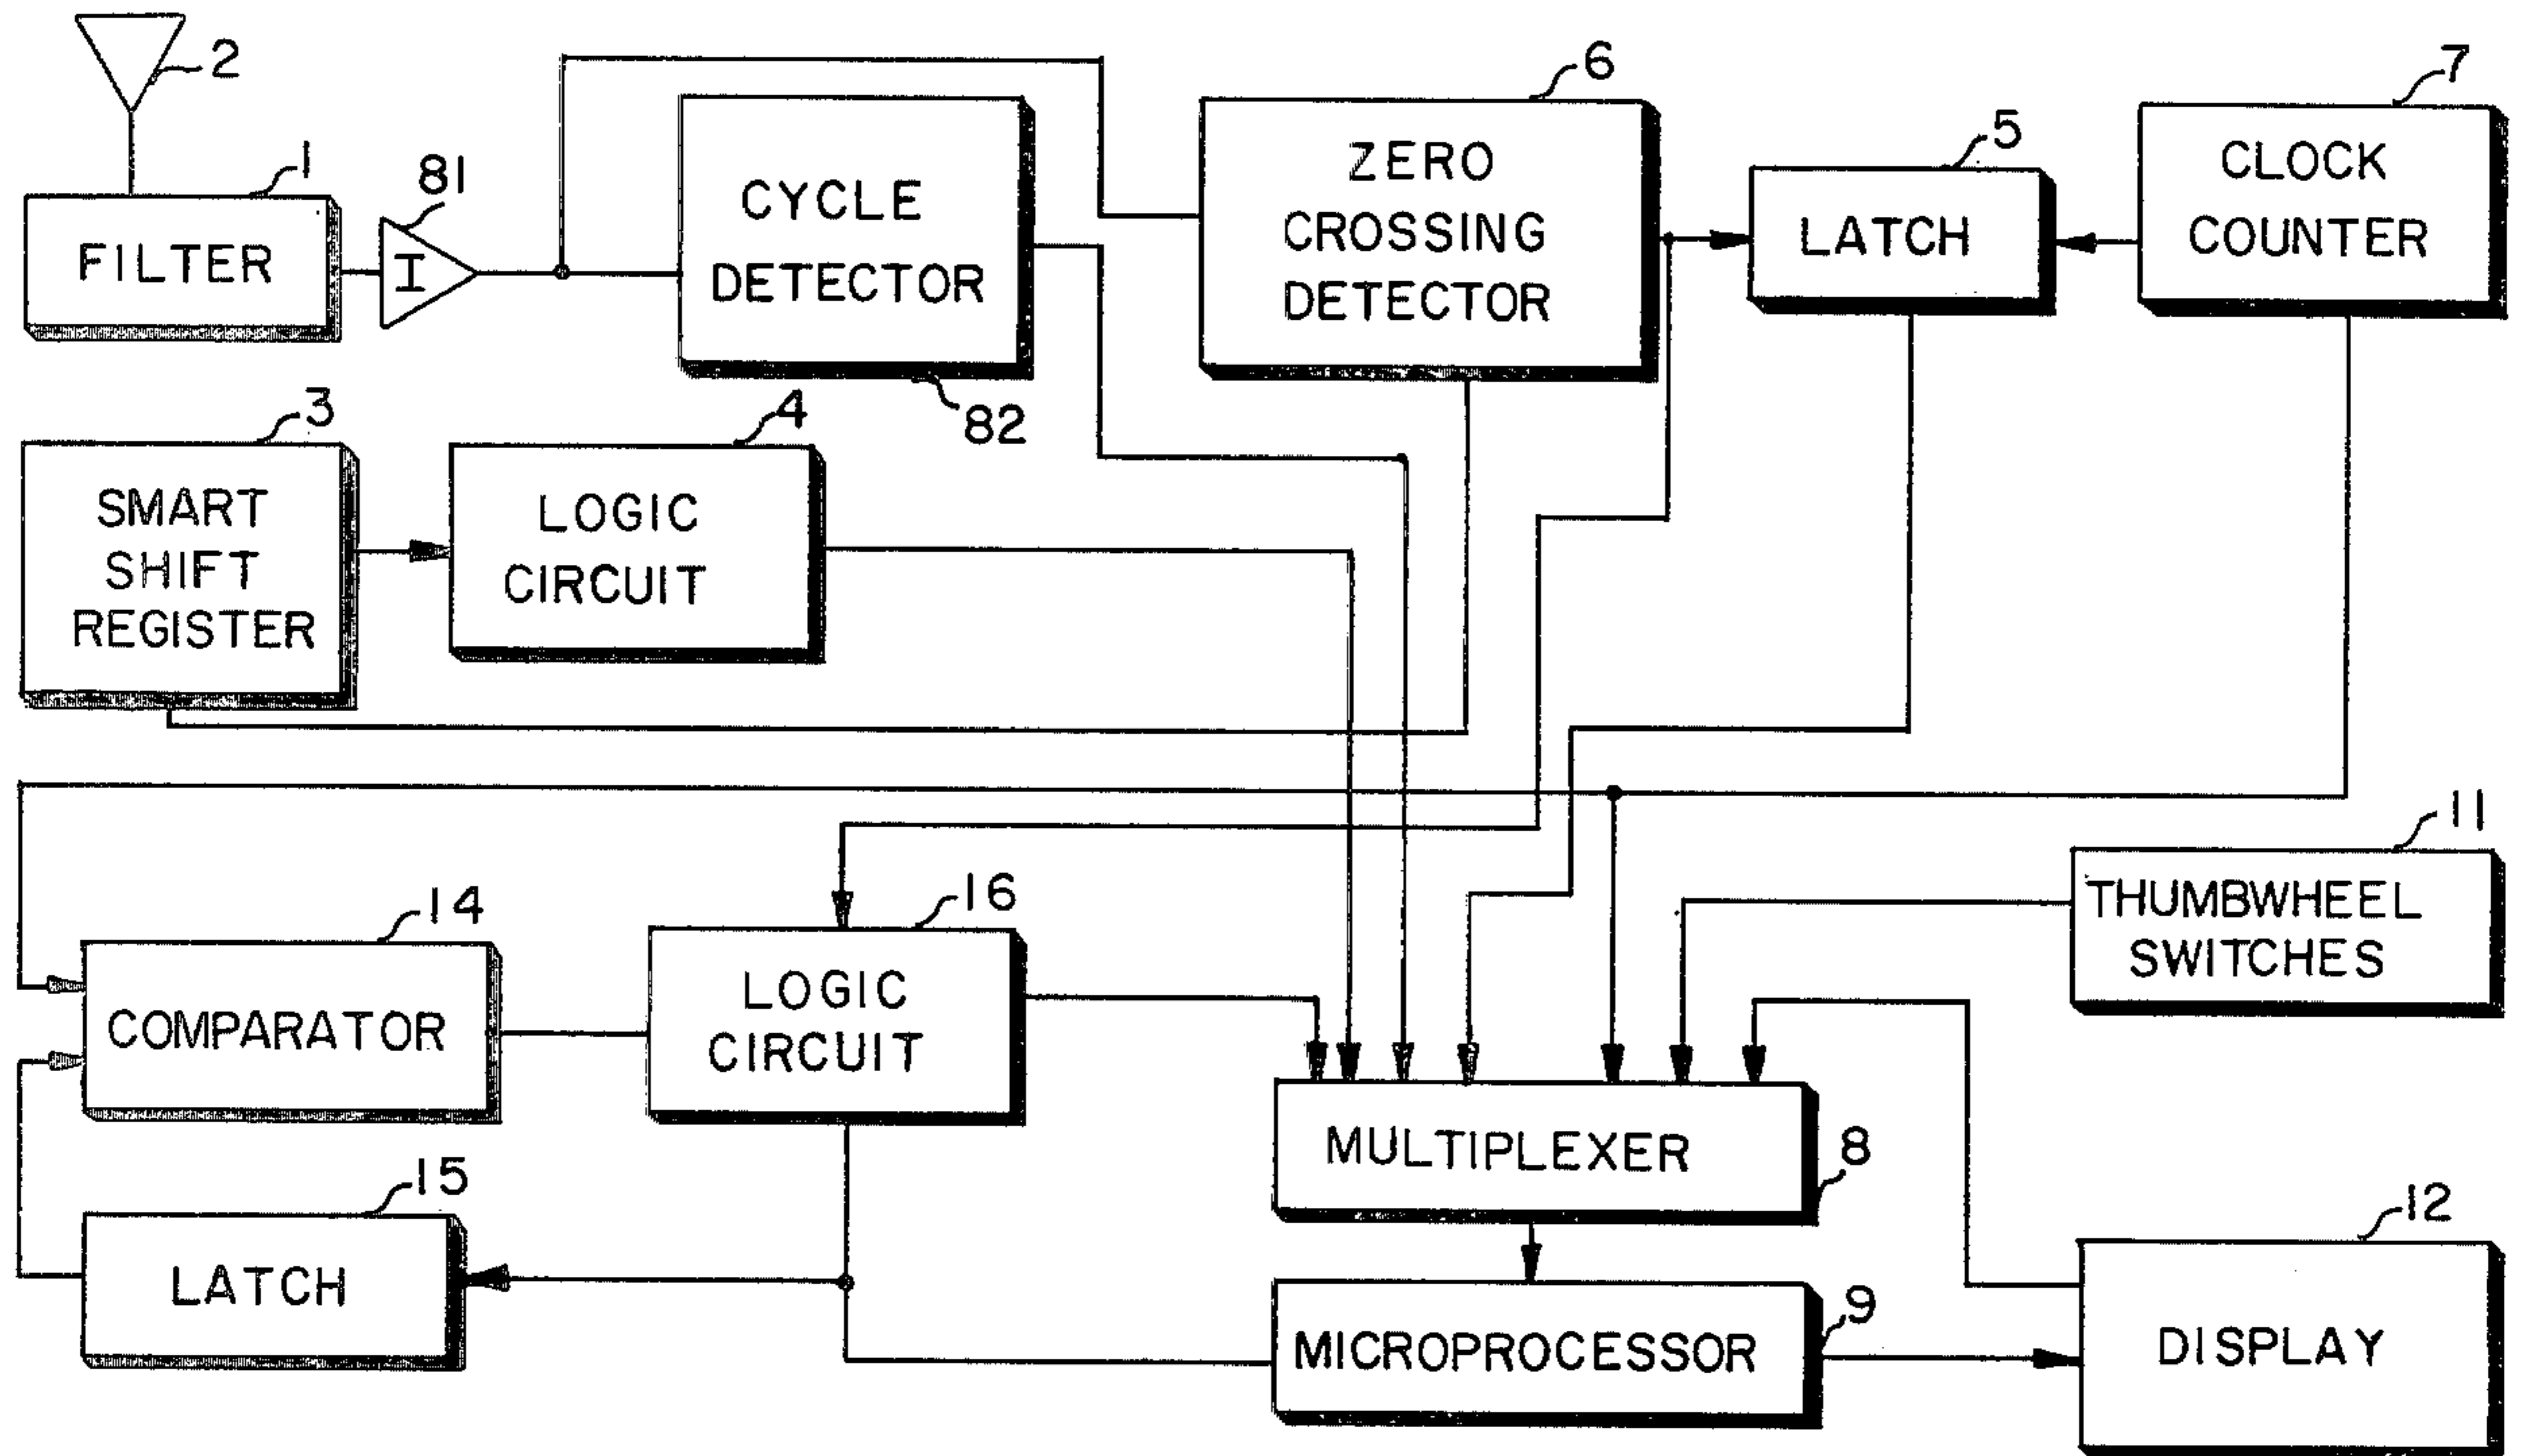 2
6
7
1
81
5
FILTER
I
CYCLE
DETECTOR
ZERO
CROSSING
DETECTOR
LATCH
CLOCK
COUNTER
82
3
4
SMART
SHIFT
REGISTER
LOGIC
CIRCUIT
11
THUMBWHEEL
SWITCHES
14
16
COMPARATOR
LOGIC
CIRCUIT
MULTIPLEXER
8
15
LATCH
12
9
MICROPROCESSOR
DISPLAY